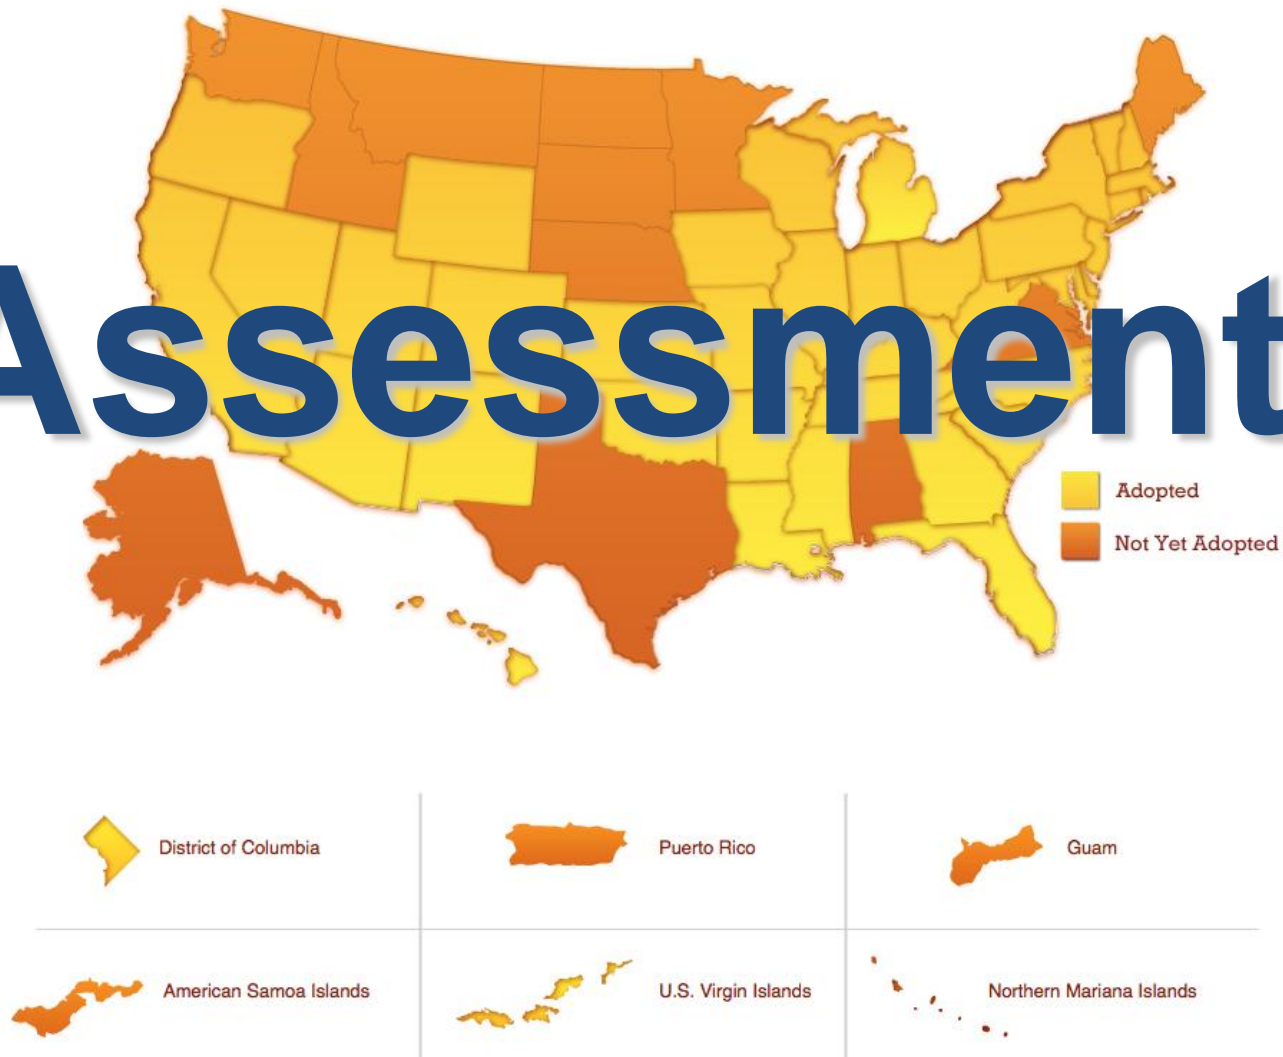 Assessment
Adopted
Not Yet Adopted
District of Columbia
Puerto Rico
Guam
American Samoa Islands
U.S. Virgin Islands
Northern Mariana Islands